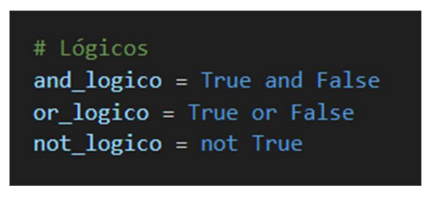 # Lógicos
and_logico = True and False
or_logico = True or False
not_logico = not True